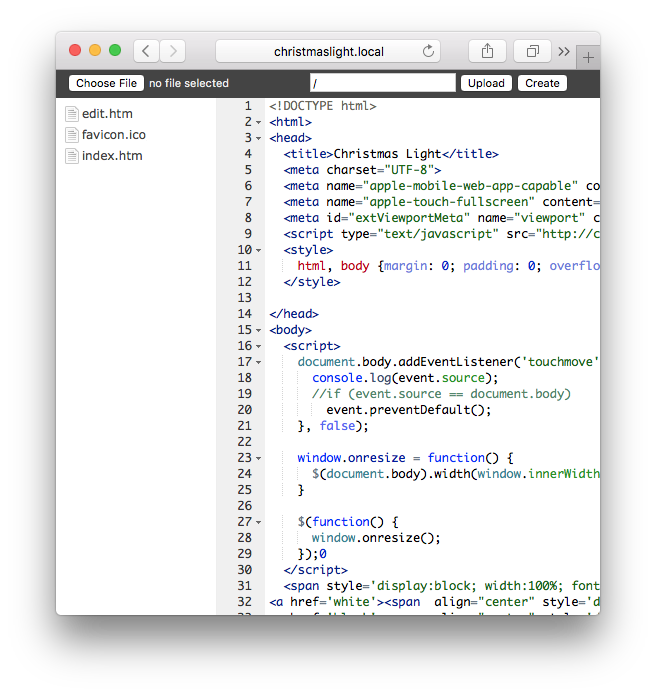 christmaslight.local
Choose File no file selected / Upload Create
edit.htm
favicon.ico
index.htm
1 <!DOCTYPE html>
2 <html>
3 <head>
4 <title>Christmas Light</title>
5 <meta charset="UTF-8">
6 <meta name="apple-mobile-web-app-capable" co
7 <meta name="apple-touch-fullscreen" content=
8 <meta id="extViewportMeta" name="viewport" c
9 <script type="text/javascript" src="http://c
10 <style>
11 html, body {margin: 0; padding: 0; overflo
12 </style>
13
14 </head>
15 <body>
16 <script>
17 document.body.addEventListener('touchmove'
18 console.log(event.source);
19 //if (event.source == document.body)
20 event.preventDefault();
21 }, false);
22
23 window.onresize = function() {
24 $(document.body).width(window.innerWidth
25 }
26
27 $(function() {
28 window.onresize();
29 });0
30 </script>
31 <span style='display:block; width:100%; font
32 <a href='white'><span align="center" style='d